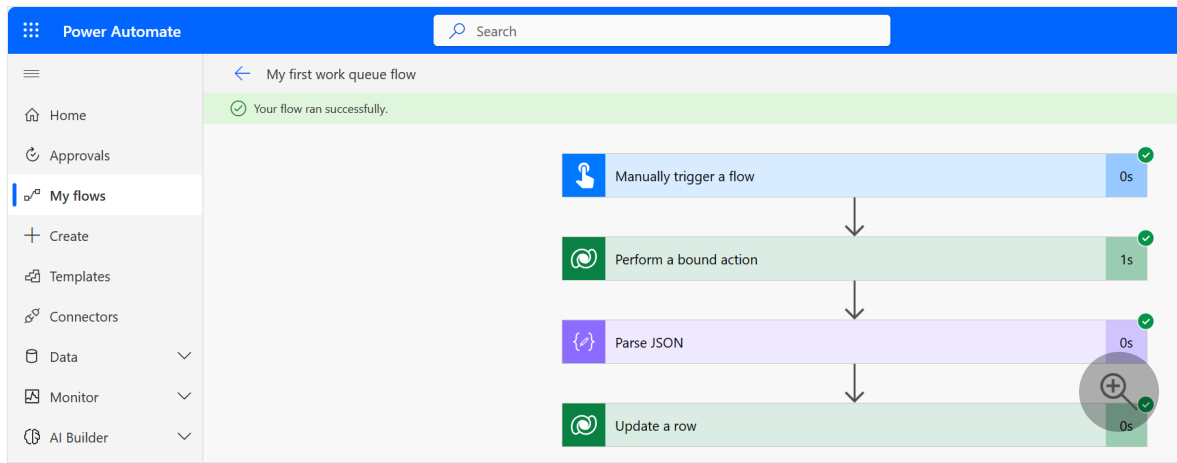 Power Automate
Search
My first work queue flow
Your flow ran successfully.
Home
Approvals
My flows
Create
Templates
Connectors
Data
Monitor
AI Builder
Manually trigger a flow
0s
Perform a bound action
1s
Parse JSON
0s
Update a row
0s